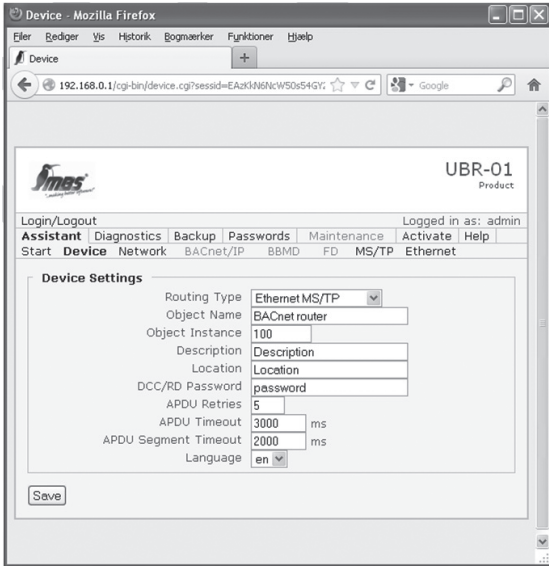 Device - Mozilla Firefox
Filer Rediger Vis Historik Bogmærker Funktioner Hjælp
Device
192.168.0.1/cgi-bin/device.cgi?sessid=EAzKkN6NcW50s54GY
Google
mbs
UBR-01
Product
Login/Logout Logged in as: admin
Assistant Diagnostics Backup Passwords Maintenance Activate Help
Start Device Network BACnet/IP BBMD FD MS/TP Ethernet
Device Settings
Routing Type Ethernet MS/TP
Object Name BACnet router
Object Instance 100
Description Description
Location Location
DCC/RD Password password
APDU Retries 5
APDU Timeout 3000 ms
APDU Segment Timeout 2000 ms
Language en
Save